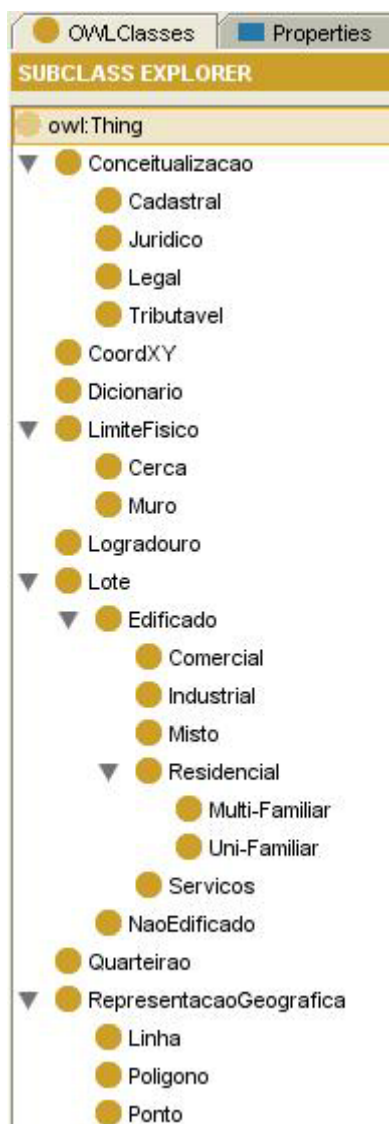 OWLClasses Properties
SUBCLASS EXPLORER
owl:Thing
Conceitualizacao
Cadastral
Juridico
Legal
Tributavel
CoordXY
Dicionario
LimiteFisico
Cerca
Muro
Logradouro
Lote
Edificado
Comercial
Industrial
Misto
Residencial
Multi-Familiar
Uni-Familiar
Servicos
NaoEdificado
Quarteirao
RepresentacaoGeografica
Linha
Poligono
Ponto